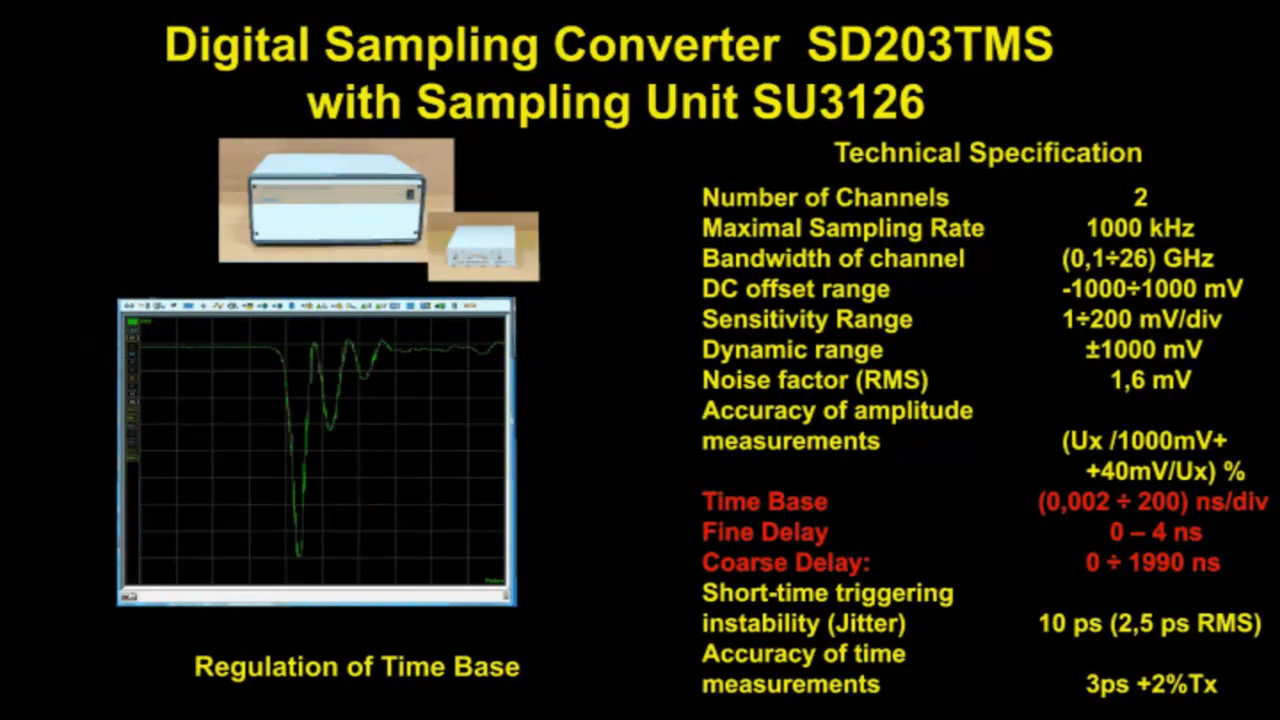 Digital Sampling Converter SD203TMS
with Sampling Unit SU3126
Technical Specification
Number of Channels 2
Maximal Sampling Rate 1000 kHz
Bandwidth of channel (0,1÷26) GHz
DC offset range -1000÷1000 mV
Sensitivity Range 1÷200 mV/div
Dynamic range ±1000 mV
Noise factor (RMS) 1,6 mV
Accuracy of amplitude
measurements (Ux /1000mV+
+40mV/Ux) %
Time Base (0,002 ÷ 200) ns/div
Fine Delay 0 – 4 ns
Coarse Delay: 0 ÷ 1990 ns
Short-time triggering
instability (Jitter) 10 ps (2,5 ps RMS)
Accuracy of time
measurements 3ps +2%Tx
Regulation of Time Base